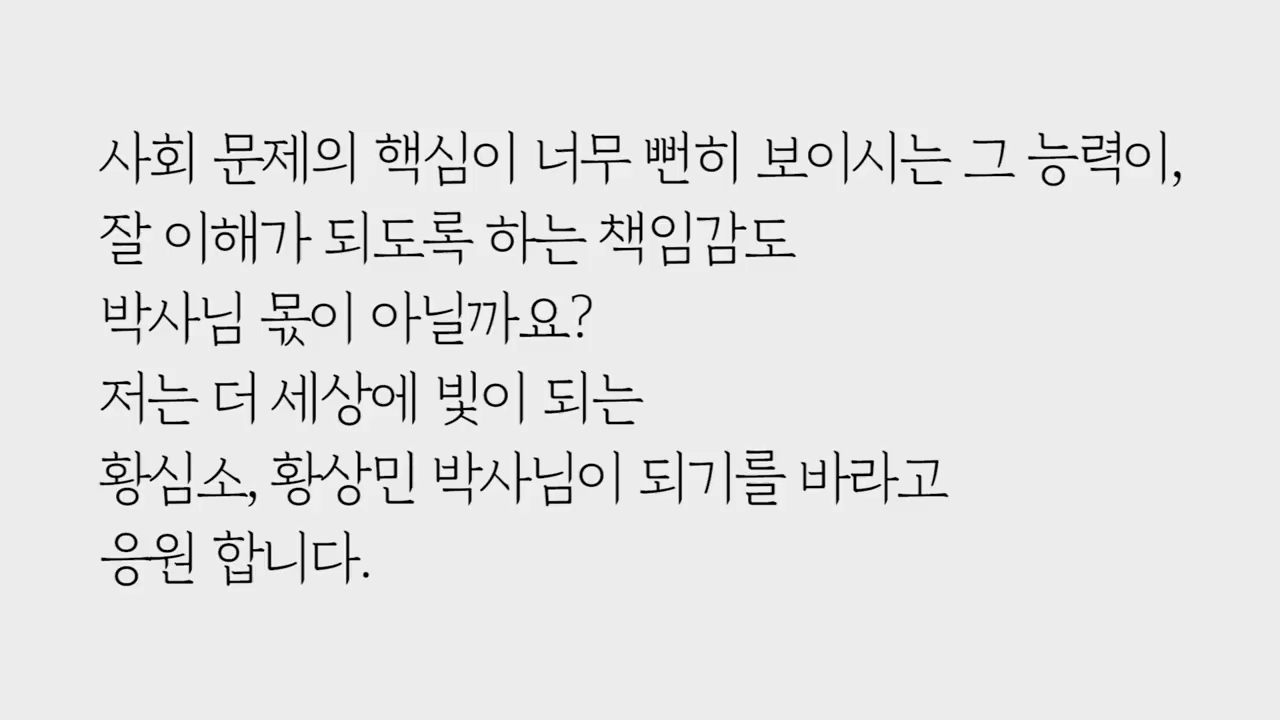 사회 문제의 핵심이 너무 뻔히 보이시는 그 능력이,
잘 이해가 되도록 하는 책임감도
박사님 몫이 아닐까요?
저는 더 세상에 빛이 되는
황심소, 황상민 박사님이 되기를 바라고
응원 합니다.